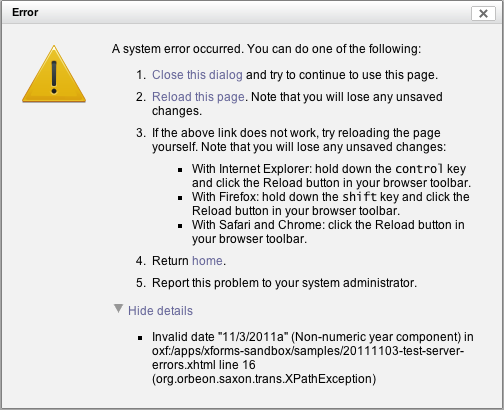 Error
A system error occurred. You can do one of the following:
1. Close this dialog and try to continue to use this page.
2. Reload this page. Note that you will lose any unsaved
changes.
3. If the above link does not work, try reloading the page
yourself. Note that you will lose any unsaved changes:
▪ With Internet Explorer: hold down the control key
and click the Reload button in your browser toolbar.
▪ With Firefox: hold down the shift key and click the
Reload button in your browser toolbar.
▪ With Safari and Chrome: click the Reload button in
your browser toolbar.
4. Return home.
5. Report this problem to your system administrator.
Hide details
▪ Invalid date "11/3/2011a" (Non-numeric year component) in
oxf:/apps/xforms-sandbox/samples/20111103-test-server-
errors.xhtml line 16
(org.orbeon.saxon.trans.XPathException)